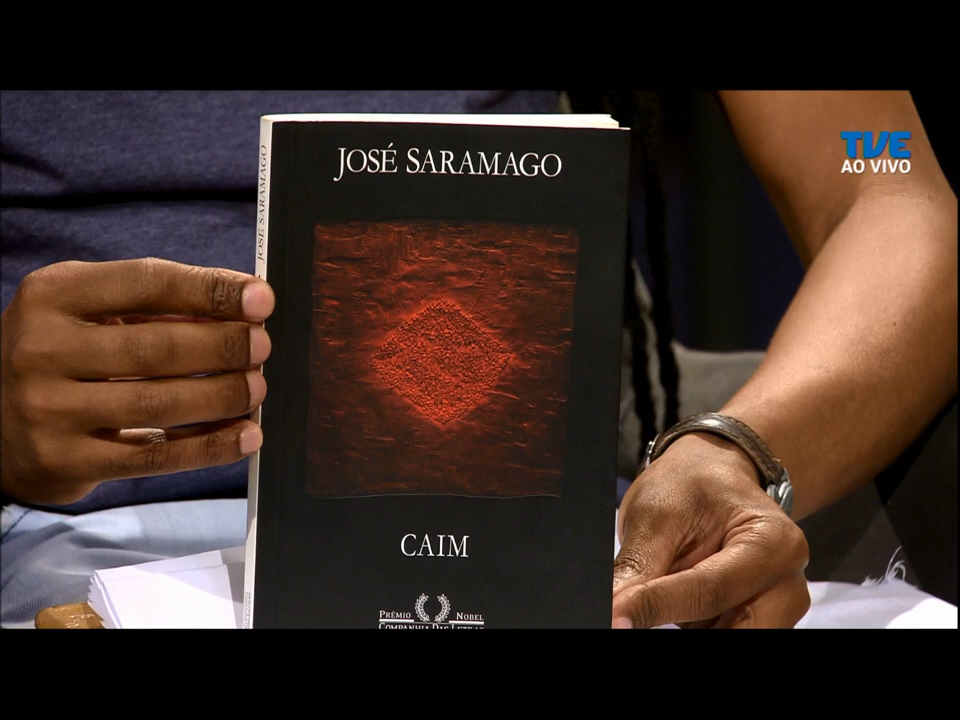 JOSÉ SARAMAGO
JOSÉ SARAMAGO
TVE
AO VIVO
CAIM
PRÊMIO NOBEL
COMPANHIA DAS LETRAS